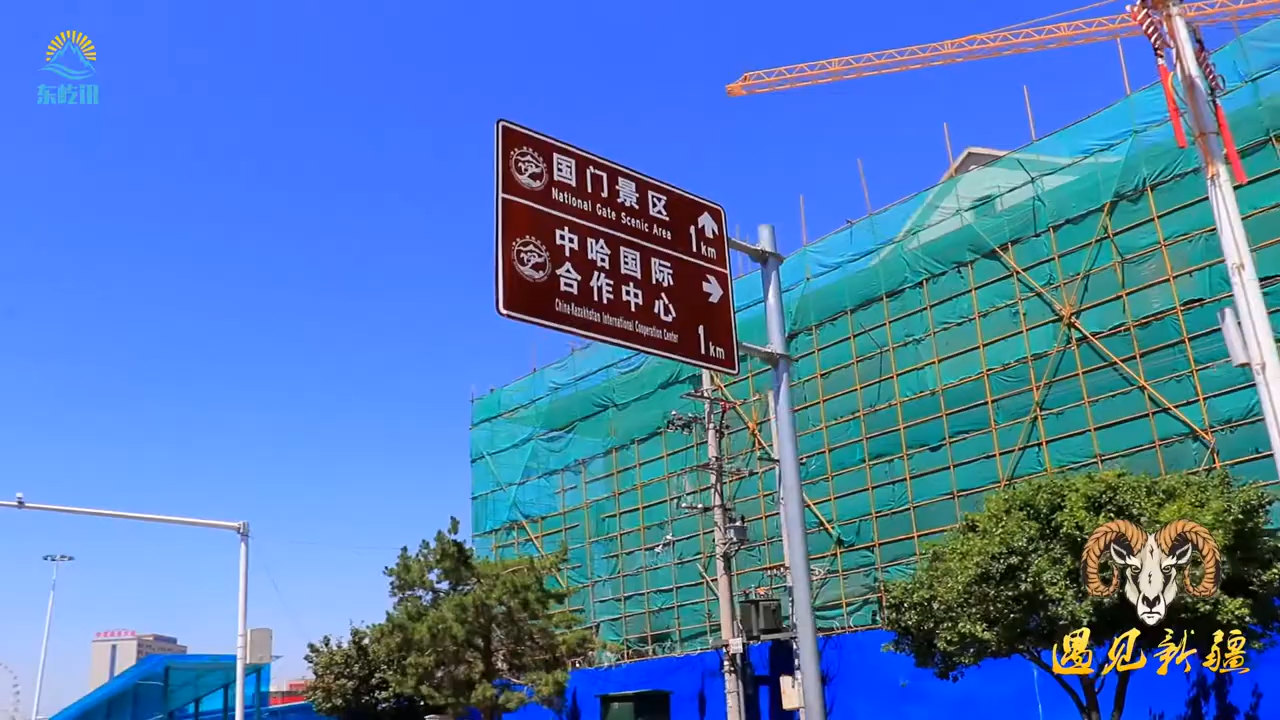 东屹讯
国门景区
National Gate Scenic Area
1km
中哈国际
合作中心
China-Kazakhstan International Cooperation Center
1km
遇见新疆